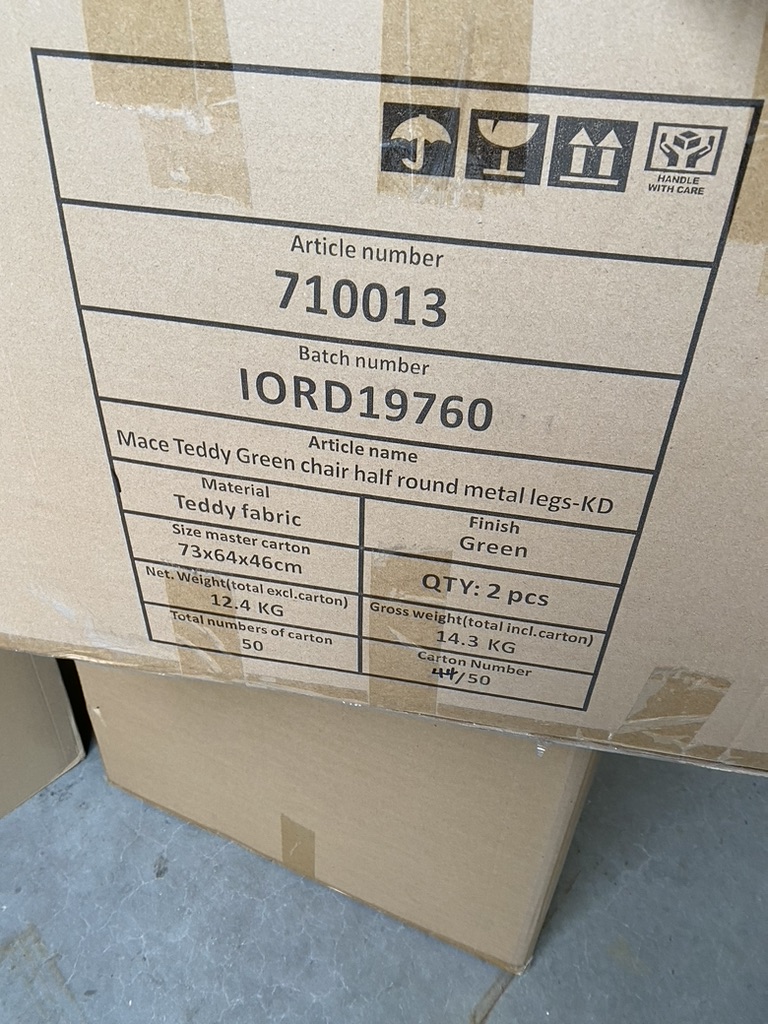 HANDLE
WITH CARE
Article number
710013
Batch number
IORD19760
Article name
Mace Teddy Green chair half round metal legs-KD
Material
Teddy fabric
Finish
Green
Size master carton
73x64x46cm
QTY: 2 pcs
Net. Weight(total excl.carton)
12.4 KG
Gross weight(total incl.carton)
14.3 KG
Total numbers of carton
50
Carton Number
44/50